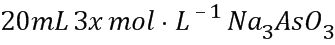 20mL 3x mol · L⁻¹ Na₃AsO₃